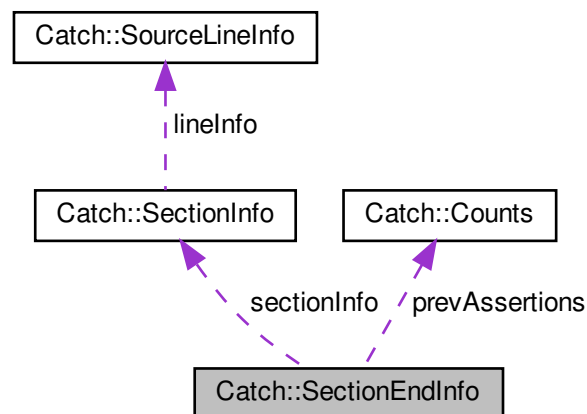 Catch::SourceLineInfo
lineInfo
Catch::SectionInfo
Catch::Counts
sectionInfo
prevAssertions
Catch::SectionEndInfo